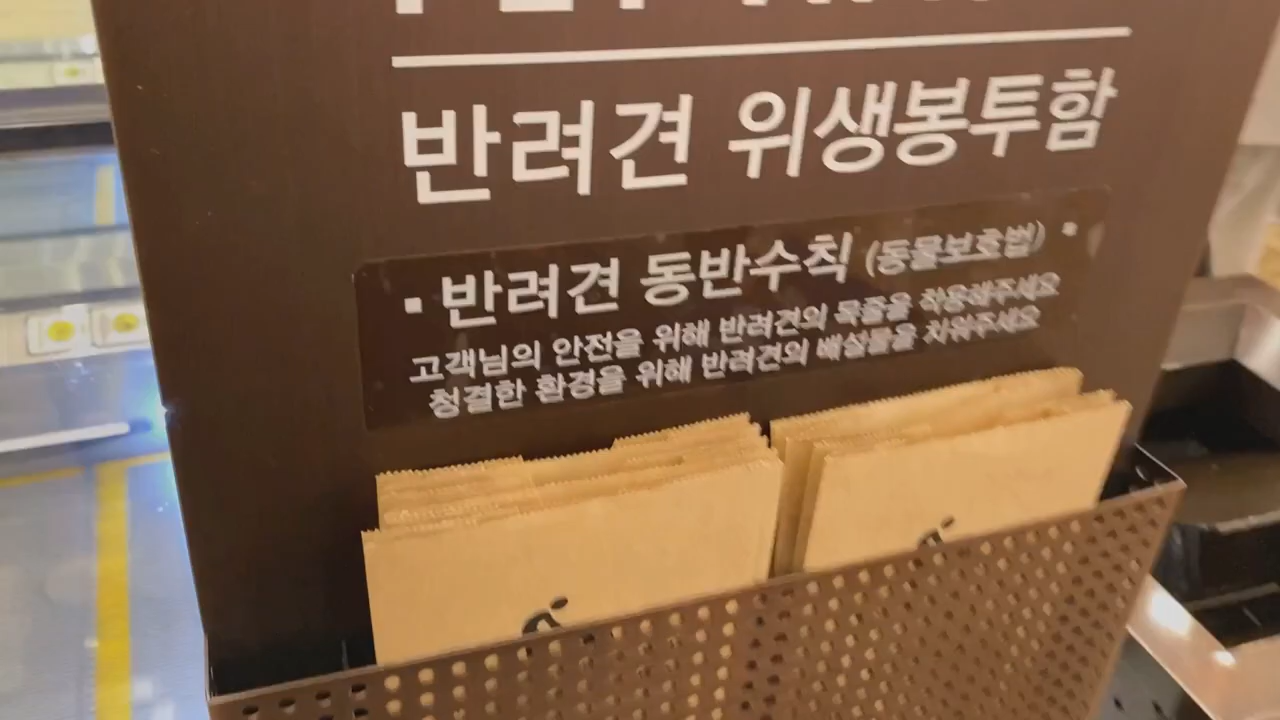 반려견 위생봉투함
▪ 반려견 동반수칙 (동물보호법) ▪
고객님의 안전을 위해 반려견의 목줄을 착용해주세요
청결한 환경을 위해 반려견의 배설물을 치워주세요